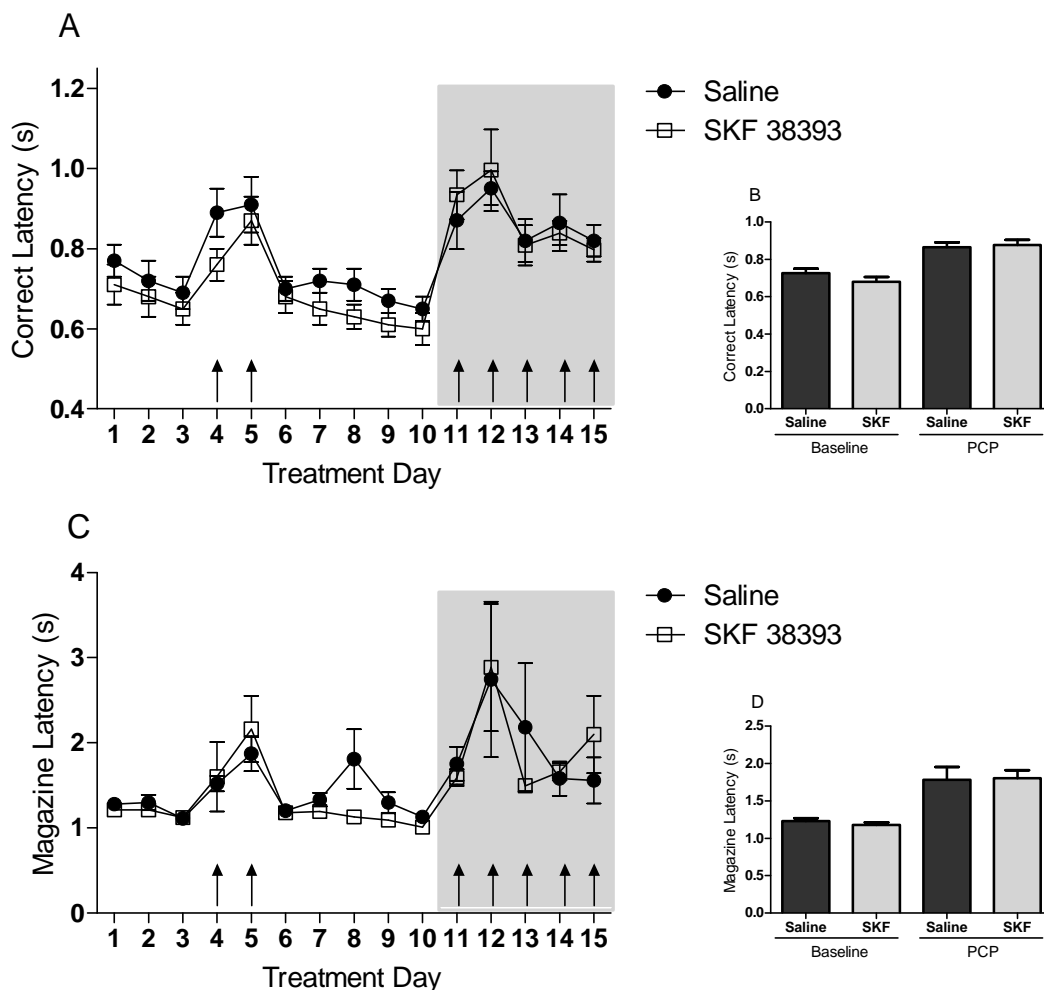 A
Correct Latency (s)
1.2
1.0
0.8
0.6
0.4
1 2 3 4 5 6 7 8 9 10 11 12 13 14 15
Treatment Day
Saline
SKF 38393
B
Correct Latency (s)
1.0
0.8
0.6
0.4
0.2
0.0
Saline SKF Saline SKF
Baseline PCP
C
Magazine Latency (s)
4
3
2
1
0
1 2 3 4 5 6 7 8 9 10 11 12 13 14 15
Treatment Day
Saline
SKF 38393
D
Magazine Latency (s)
2.5
2.0
1.5
1.0
0.5
0.0
Saline SKF Saline SKF
Baseline PCP